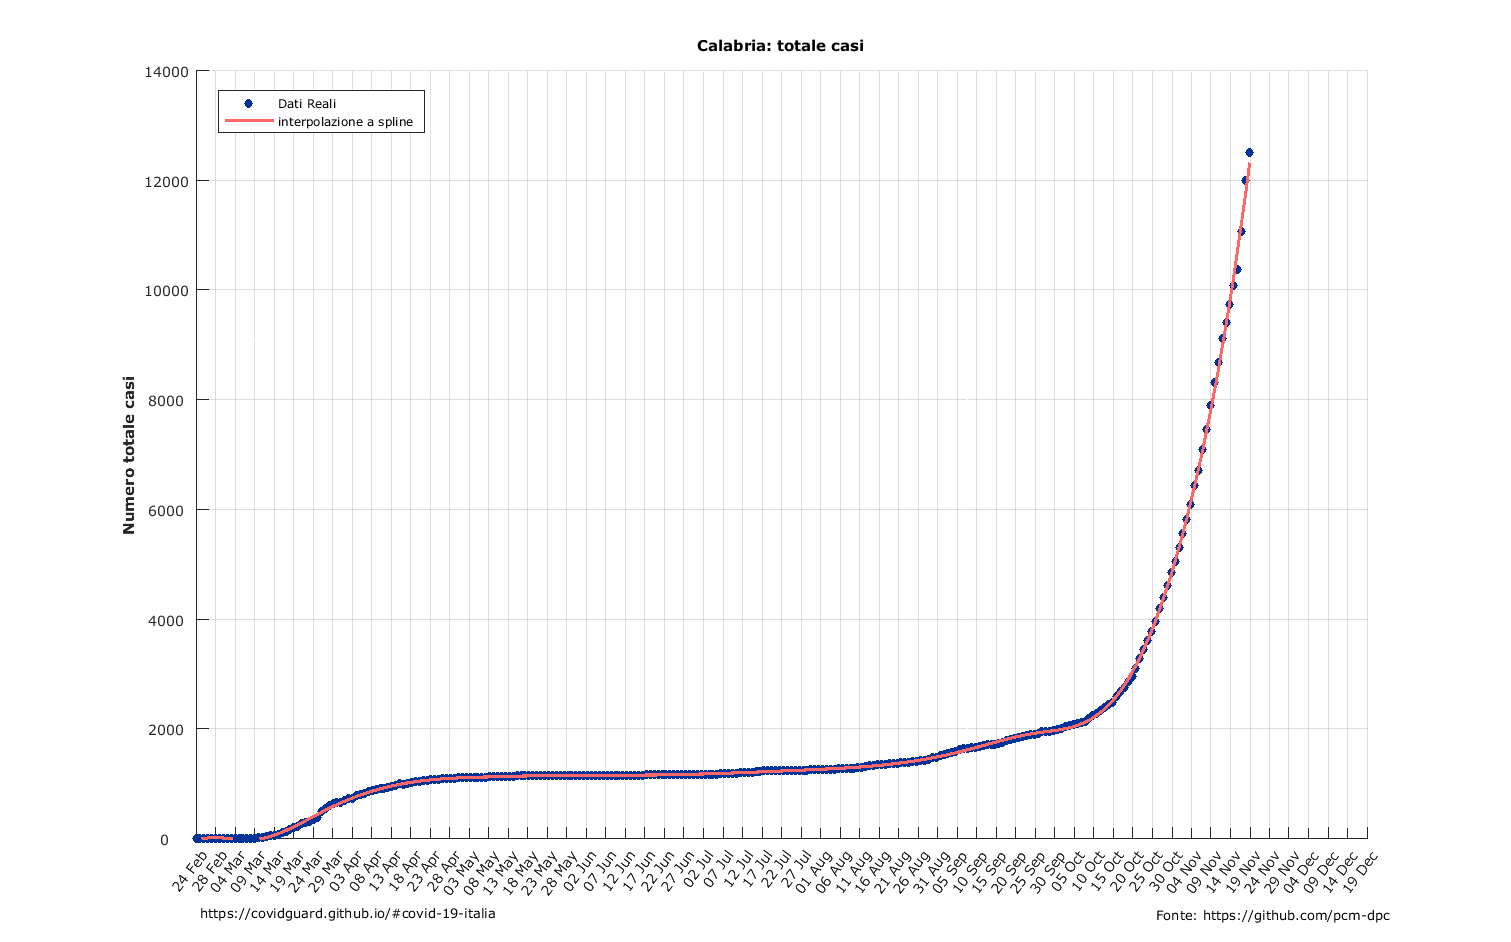 Calabria: totale casi
14000
12000
10000
8000
6000
4000
2000
0
Numero totale casi
Dati Reali
interpolazione a spline
24 Feb
28 Feb
04 Mar
09 Mar
14 Mar
19 Mar
24 Mar
29 Mar
03 Apr
08 Apr
13 Apr
18 Apr
23 Apr
28 Apr
03 May
08 May
13 May
18 May
23 May
28 May
02 Jun
07 Jun
12 Jun
17 Jun
22 Jun
27 Jun
02 Jul
07 Jul
12 Jul
17 Jul
22 Jul
27 Jul
01 Aug
06 Aug
11 Aug
16 Aug
21 Aug
26 Aug
31 Aug
05 Sep
10 Sep
15 Sep
20 Sep
25 Sep
30 Sep
05 Oct
10 Oct
15 Oct
20 Oct
25 Oct
30 Oct
04 Nov
09 Nov
14 Nov
19 Nov
24 Nov
29 Nov
04 Dec
09 Dec
14 Dec
19 Dec
https://covidguard.github.io/#covid-19-italia
Fonte: https://github.com/pcm-dpc